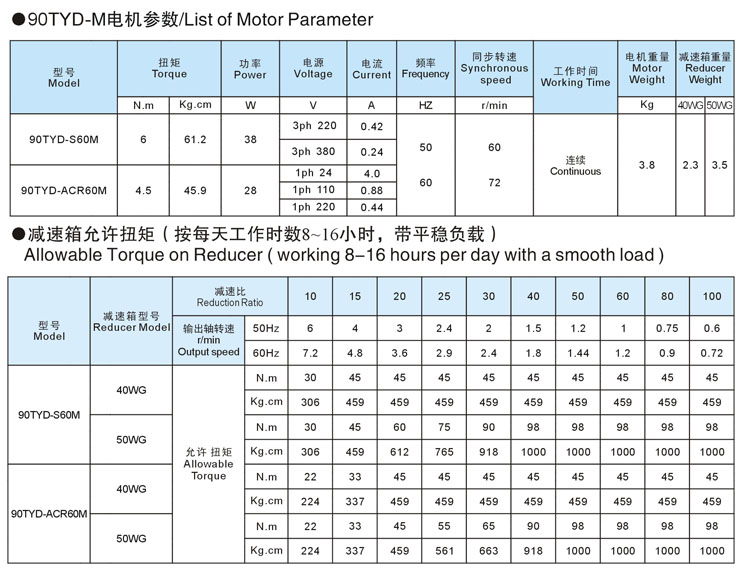 ●90TYD-M电机参数/List of Motor Parameter
型号 Model 扭矩 Torque 功率 Power 电源 Voltage 电流 Current 频率 Frequency 同步转速 Synchronous speed 工作时间 Working Time 电机重量 Motor Weight 减速箱重量 Reducer Weight
N.m Kg.cm W V A HZ r/min Kg 40WG 50WG
90TYD-S60M 6 61.2 38 3ph 220 0.42 50 60 连续 Continuous 3.8 2.3 3.5
3ph 380 0.24
90TYD-ACR60M 4.5 45.9 28 1ph 24 4.0 60 72
1ph 110 0.88
1ph 220 0.44
●减速箱允许扭矩（按每天工作时数8~16小时，带平稳负载）
Allowable Torque on Reducer ( working 8-16 hours per day with a smooth load )
型号 Model 减速箱型号 Reducer Model 减速比 Reduction Ratio 10 15 20 25 30 40 50 60 80 100
输出轴转速 r/min Output speed 50Hz 6 4 3 2.4 2 1.5 1.2 1 0.75 0.6
60Hz 7.2 4.8 3.6 2.9 2.4 1.8 1.44 1.2 0.9 0.72
90TYD-S60M 40WG 允许 扭矩 Allowable Torque N.m 30 45 45 45 45 45 45 45 45 45
Kg.cm 306 459 459 459 459 459 459 459 459 459
50WG N.m 30 45 60 75 90 98 98 98 98 98
Kg.cm 306 459 612 765 918 1000 1000 1000 1000 1000
90TYD-ACR60M 40WG N.m 22 33 45 45 45 45 45 45 45 45
Kg.cm 224 337 459 459 459 459 459 459 459 459
50WG N.m 22 33 45 55 65 90 98 98 98 98
Kg.cm 224 337 459 561 663 918 1000 1000 1000 1000